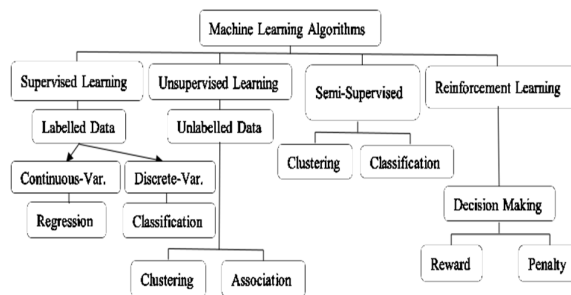 Machine Learning Algorithms
Supervised Learning
Unsupervised Learning
Semi-Supervised
Reinforcement Learning
Labelled Data
Unlabelled Data
Clustering
Classification
Continuous-Var.
Discrete-Var.
Regression
Classification
Decision Making
Clustering
Association
Reward
Penalty